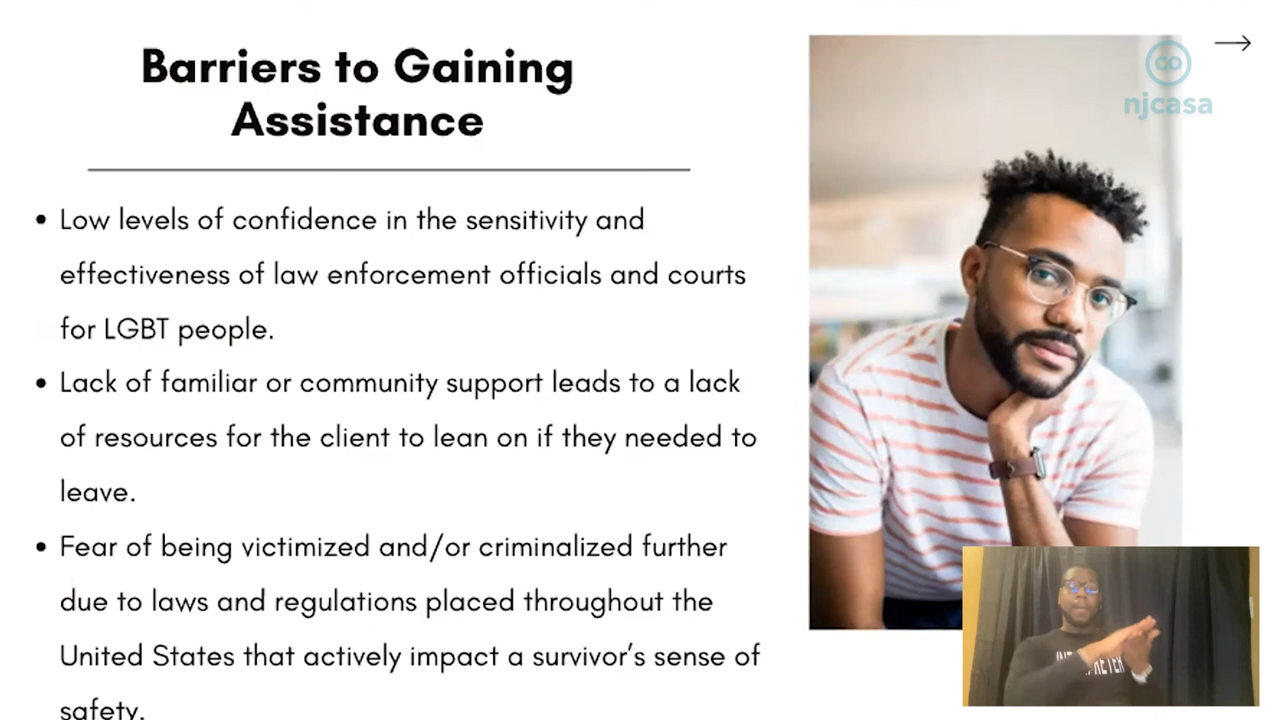 Barriers to Gaining
Assistance
njcasa
• Low levels of confidence in the sensitivity and
effectiveness of law enforcement officials and courts
for LGBT people.
• Lack of familiar or community support leads to a lack
of resources for the client to lean on if they needed to
leave.
• Fear of being victimized and/or criminalized further
due to laws and regulations placed throughout the
United States that actively impact a survivor's sense of
safety.